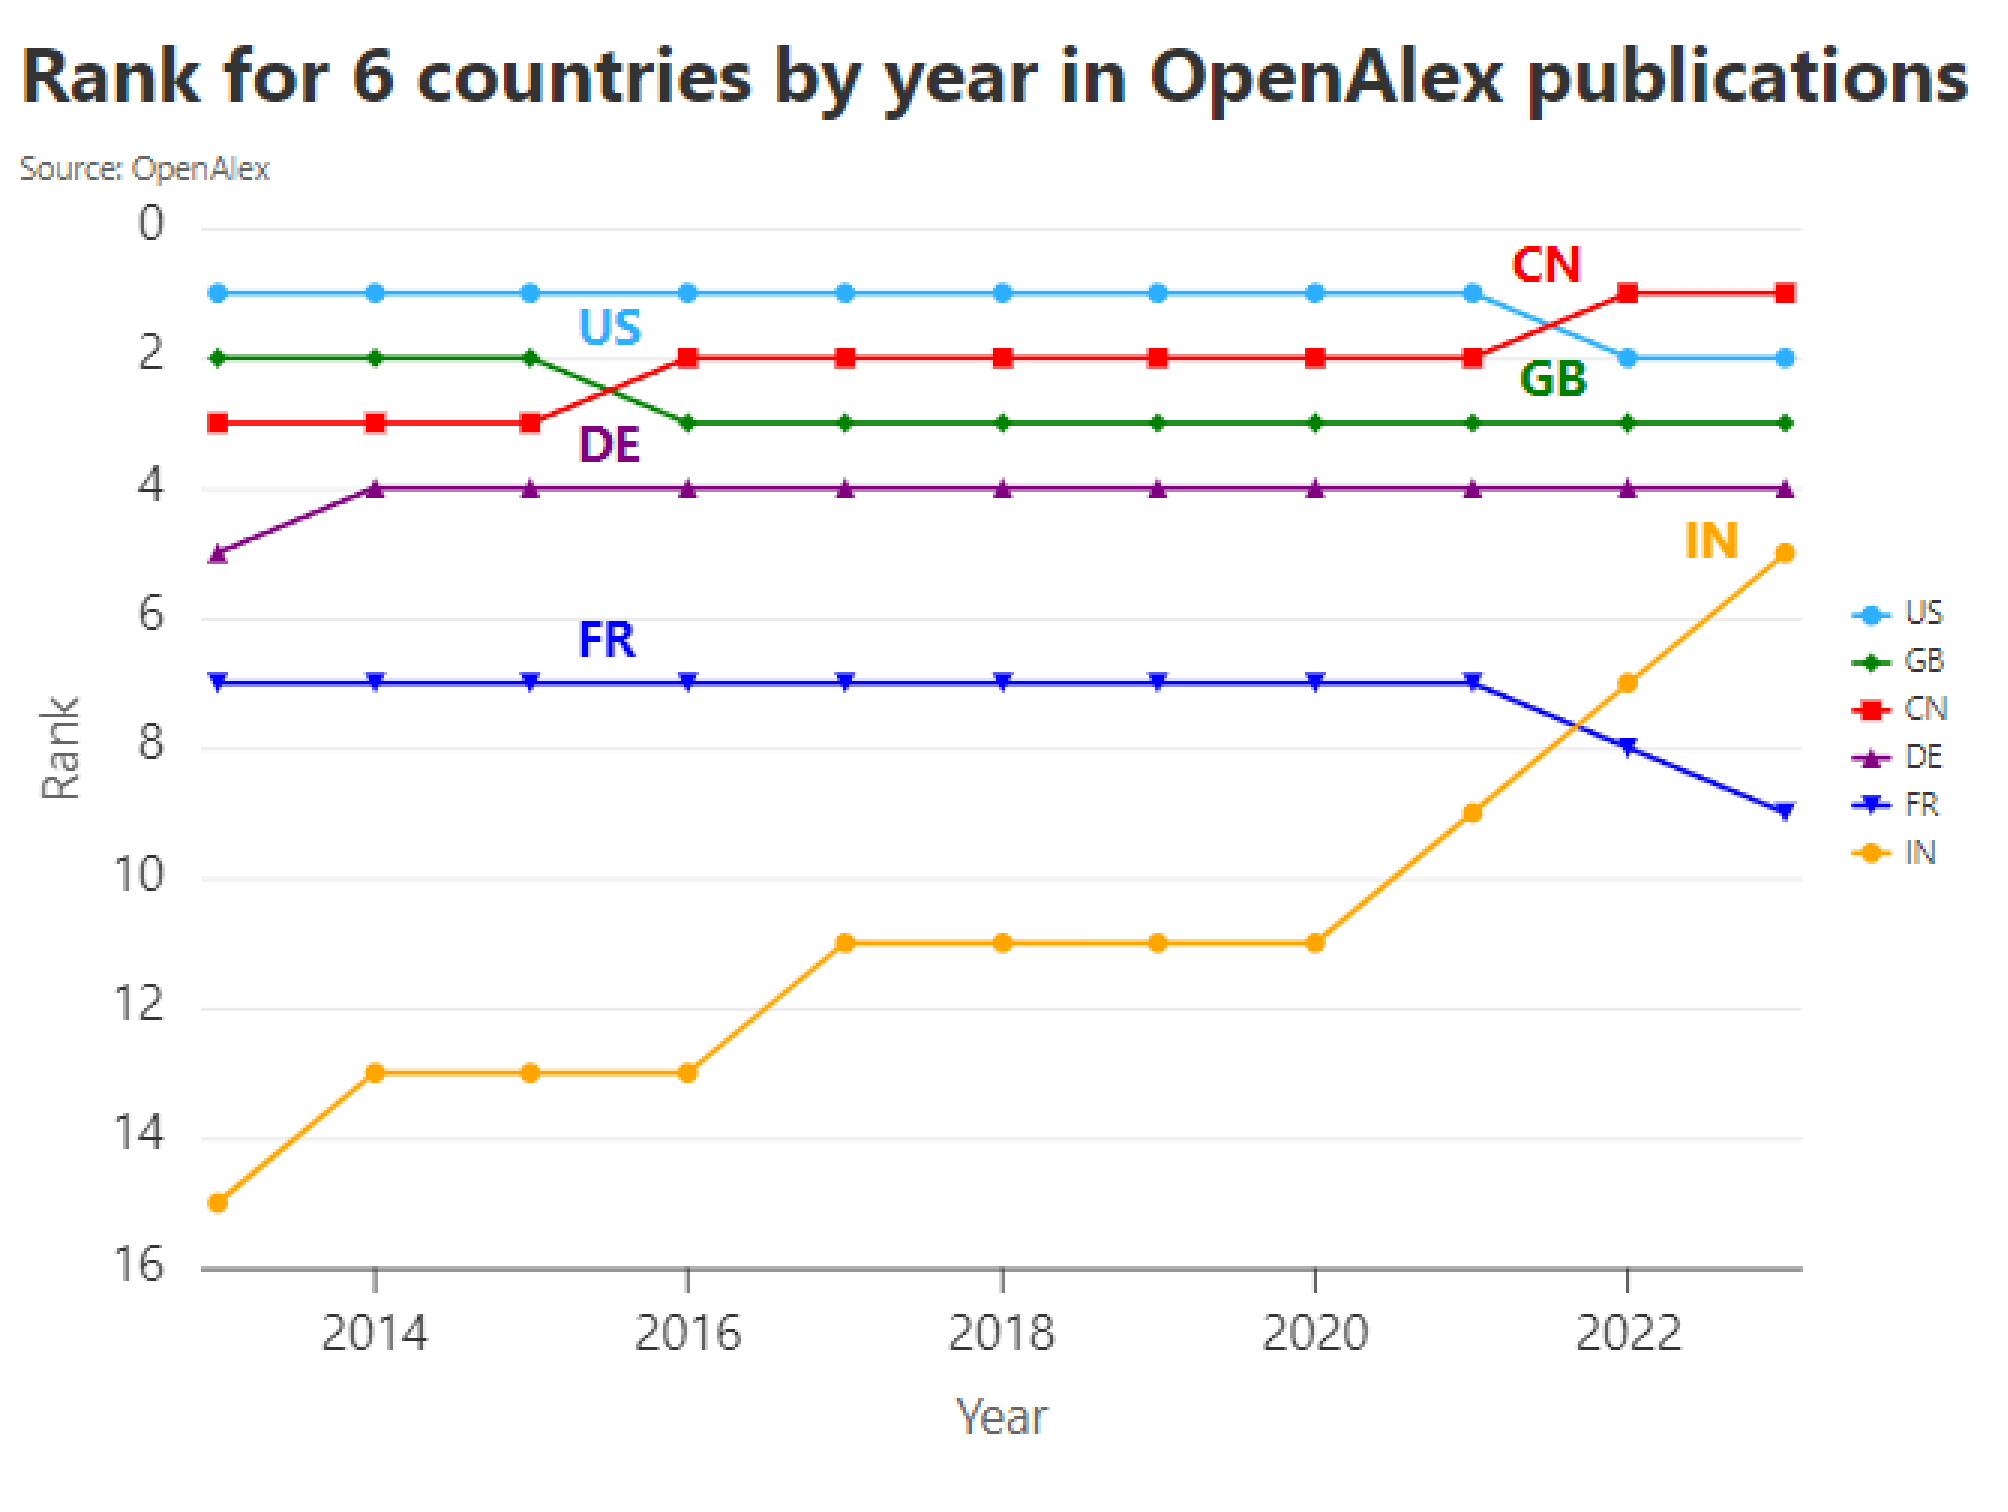 Rank for 6 countries by year in OpenAlex publications
Source: OpenAlex
0
CN
US
2
GB
DE
4
IN
6
FR
8
10
12
14
16
Rank
US
GB
CN
DE
FR
IN
2014 2016 2018 2020 2022
Year